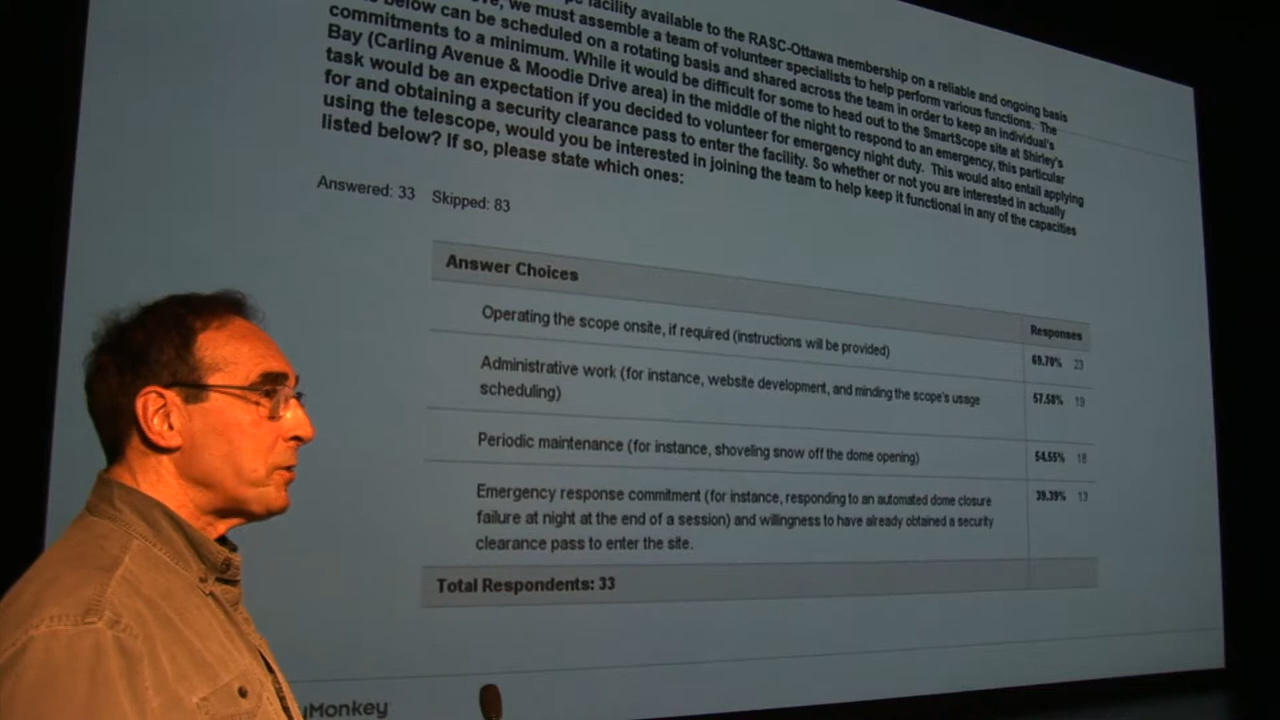 we must assemble a team of volunteer specialists to help perform various functions. The
facility available to the RASC-Ottawa membership on a reliable and ongoing basis
below can be scheduled on a rotating basis and shared across the team in order to keep an individual's
commitments to a minimum. While it would be difficult for some to head out to the SmartScope site at Shirley's
Bay (Carling Avenue & Moodie Drive area) in the middle of the night to respond to an emergency, this particular
task would be an expectation if you decided to volunteer for emergency night duty. This would also entail applying
for and obtaining a security clearance pass to enter the facility. So whether or not you are interested in actually
using the telescope, would you be interested in joining the team to help keep it functional in any of the capacities
listed below? If so, please state which ones:
Answered: 33 Skipped: 83
Answer Choices
Responses
Operating the scope onsite, if required (instructions will be provided)
69.70% 23
Administrative work (for instance, website development, and minding the scope's usage
scheduling)
57.58% 19
Periodic maintenance (for instance, shoveling snow off the dome opening)
54.55% 18
Emergency response commitment (for instance, responding to an automated dome closure
failure at night at the end of a session) and willingness to have already obtained a security
clearance pass to enter the site.
39.39% 13
Total Respondents: 33
yMonkey